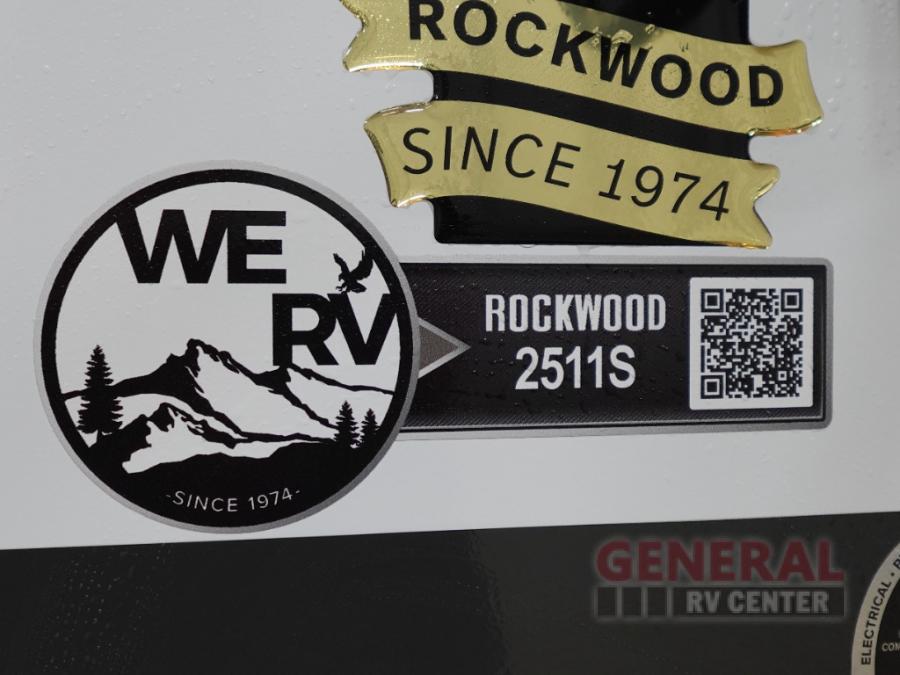 ROCKWOOD
SINCE 1974
WE
RV
-SINCE 1974-
ROCKWOOD
2511S
GENERAL
RV CENTER
ELECTRICAL